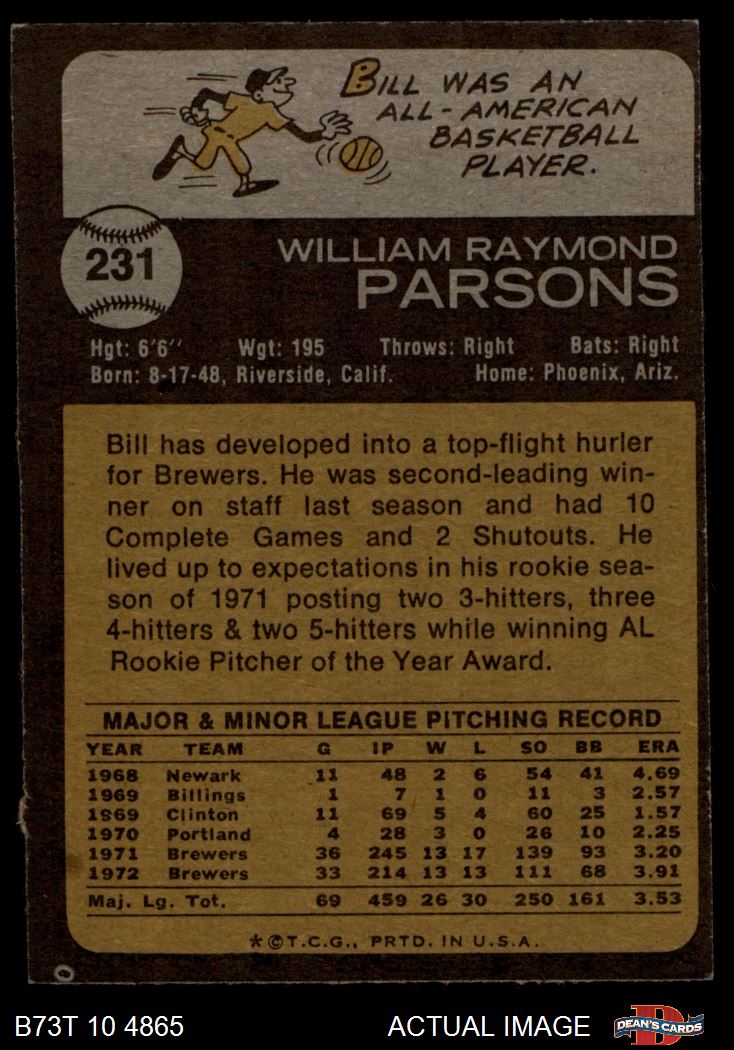 BILL WAS AN
ALL-AMERICAN
BASKETBALL
PLAYER.
231
WILLIAM RAYMOND
PARSONS
Hgt: 6'6" Wgt: 195 Throws: Right Bats: Right
Born: 8-17-48, Riverside, Calif. Home: Phoenix, Ariz.
Bill has developed into a top-flight hurler
for Brewers. He was second-leading win-
ner on staff last season and had 10
Complete Games and 2 Shutouts. He
lived up to expectations in his rookie sea-
son of 1971 posting two 3-hitters, three
4-hitters & two 5-hitters while winning AL
Rookie Pitcher of the Year Award.
MAJOR & MINOR LEAGUE PITCHING RECORD
YEAR TEAM G IP W L SO BB ERA
1968 Newark 11 48 2 6 54 41 4.69
1969 Billings 1 7 1 0 11 3 2.57
1969 Clinton 11 69 5 4 60 25 1.57
1970 Portland 4 28 3 0 26 10 2.25
1971 Brewers 36 245 13 17 139 93 3.20
1972 Brewers 33 214 13 13 111 68 3.91
Maj. Lg. Tot. 69 459 26 30 250 161 3.53
*©T.C.G., PRTD. IN U.S.A.
B73T 10 4865 ACTUAL IMAGE
D
DEAN'S CARDS